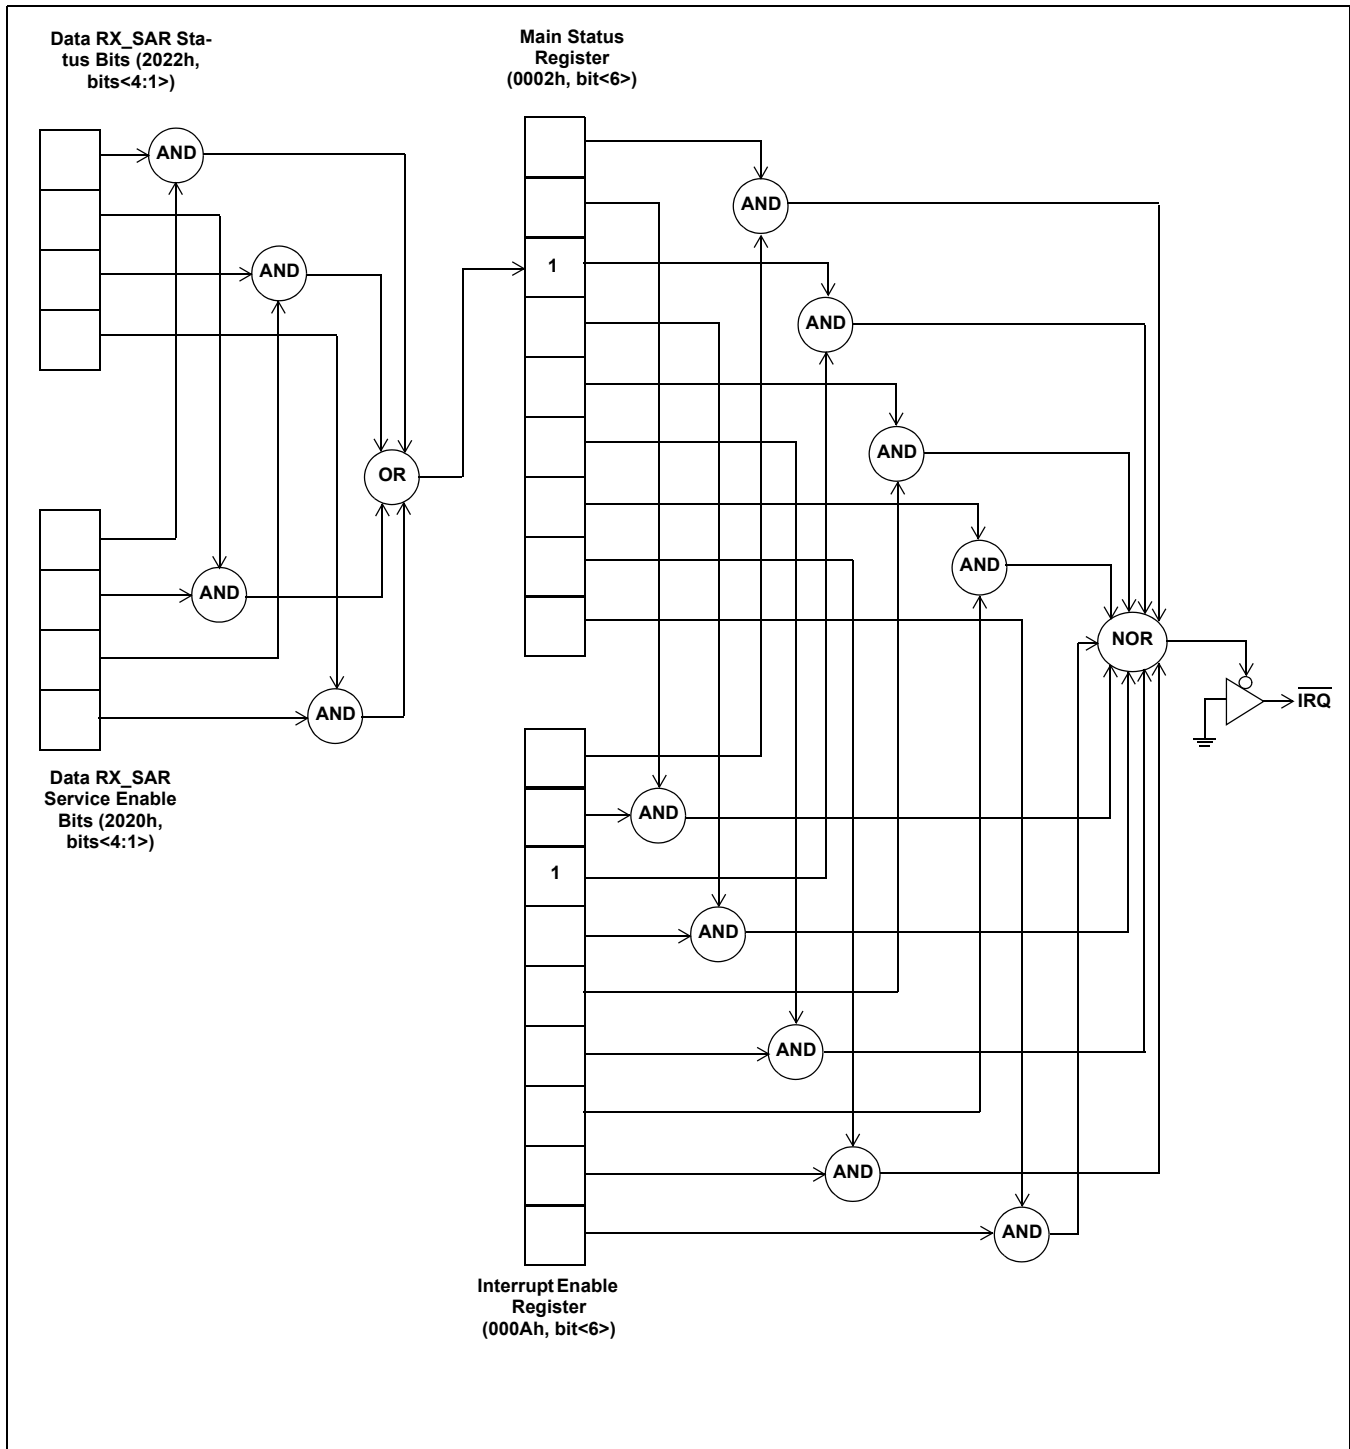 Data RX_SAR Sta-
tus Bits (2022h,
bits<4:1>)
Main Status
Register
(0002h, bit<6>)
AND
AND
AND
1
AND
AND
AND
OR
AND
AND
AND
NOR
IRQ
Data RX_SAR
Service Enable
Bits (2020h,
bits<4:1>)
AND
1
AND
AND
AND
AND
Interrupt Enable
Register
(000Ah, bit<6>)